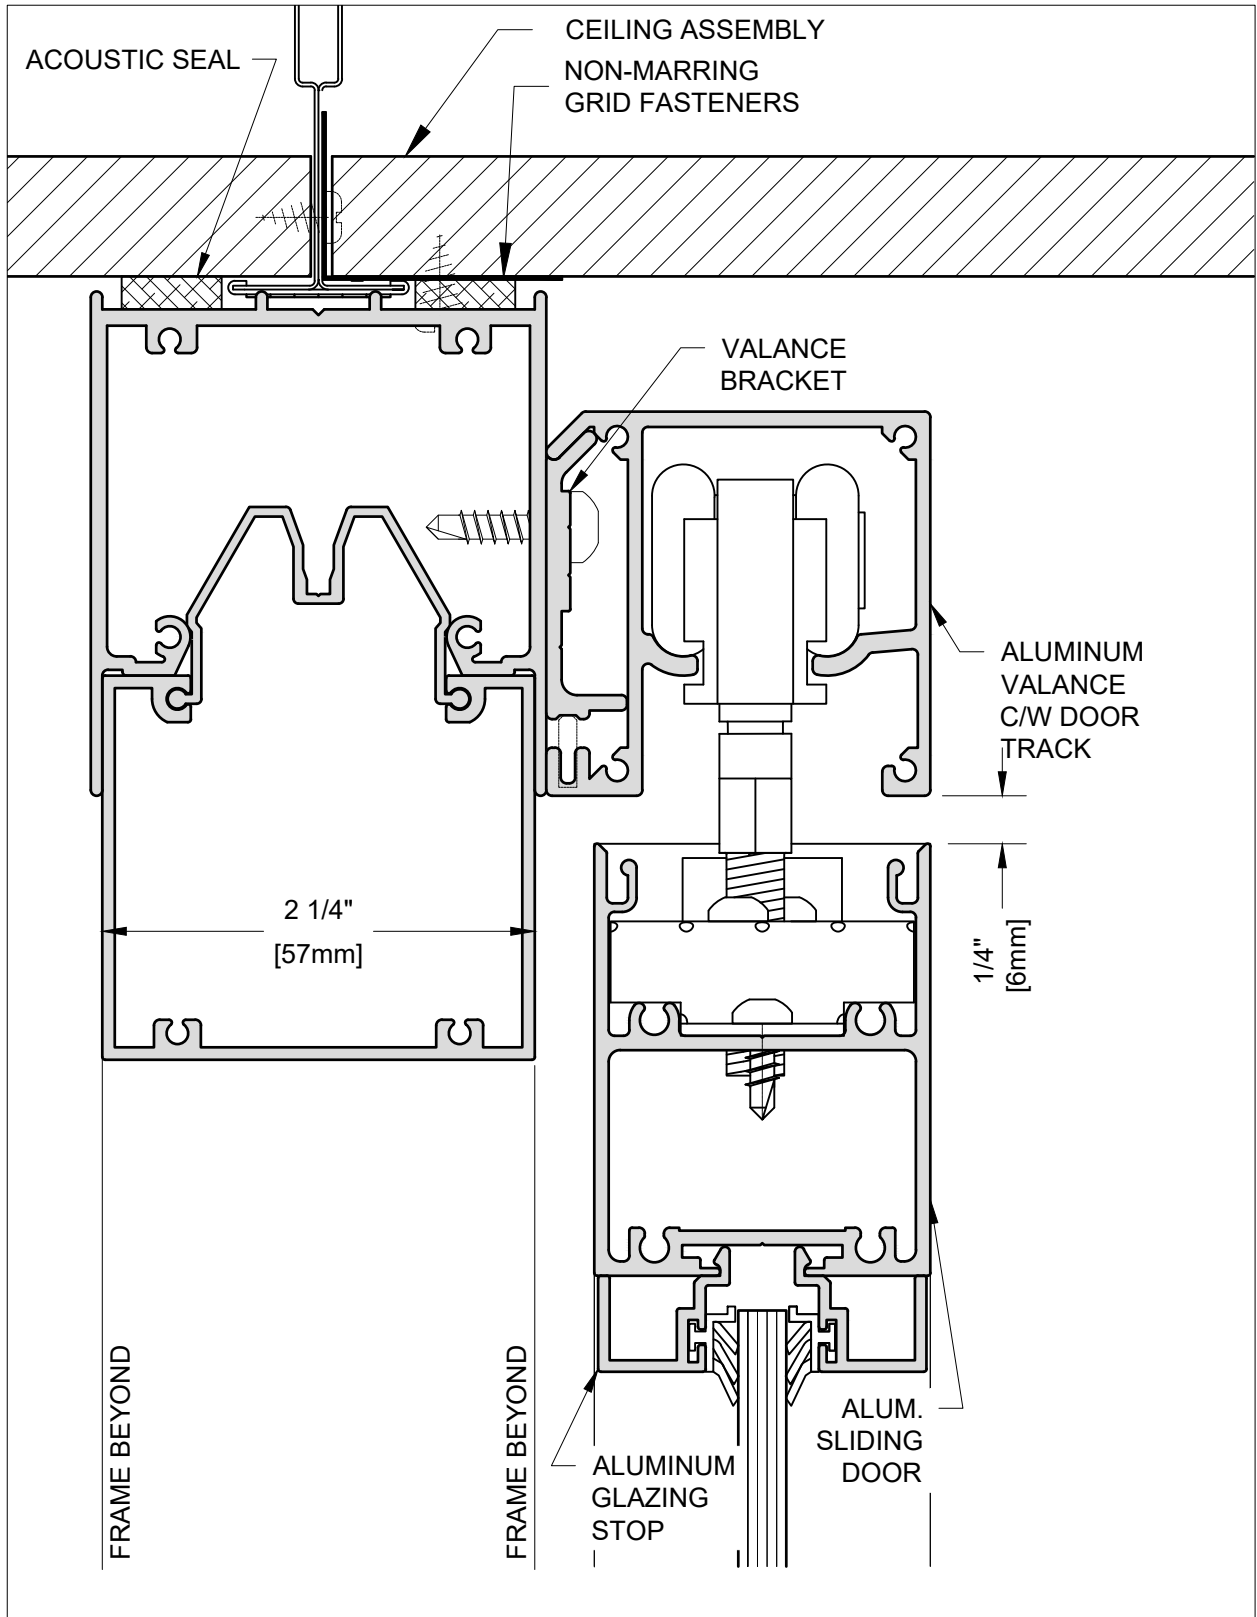 CEILING ASSEMBLY
ACOUSTIC SEAL
NON-MARRING
GRID FASTENERS
VALANCE
BRACKET
ALUMINUM
VALANCE
C/W DOOR
TRACK
2 1/4"
[57mm]
1/4"
[6mm]
FRAME BEYOND
FRAME BEYOND
ALUM.
SLIDING
DOOR
ALUMINUM
GLAZING
STOP